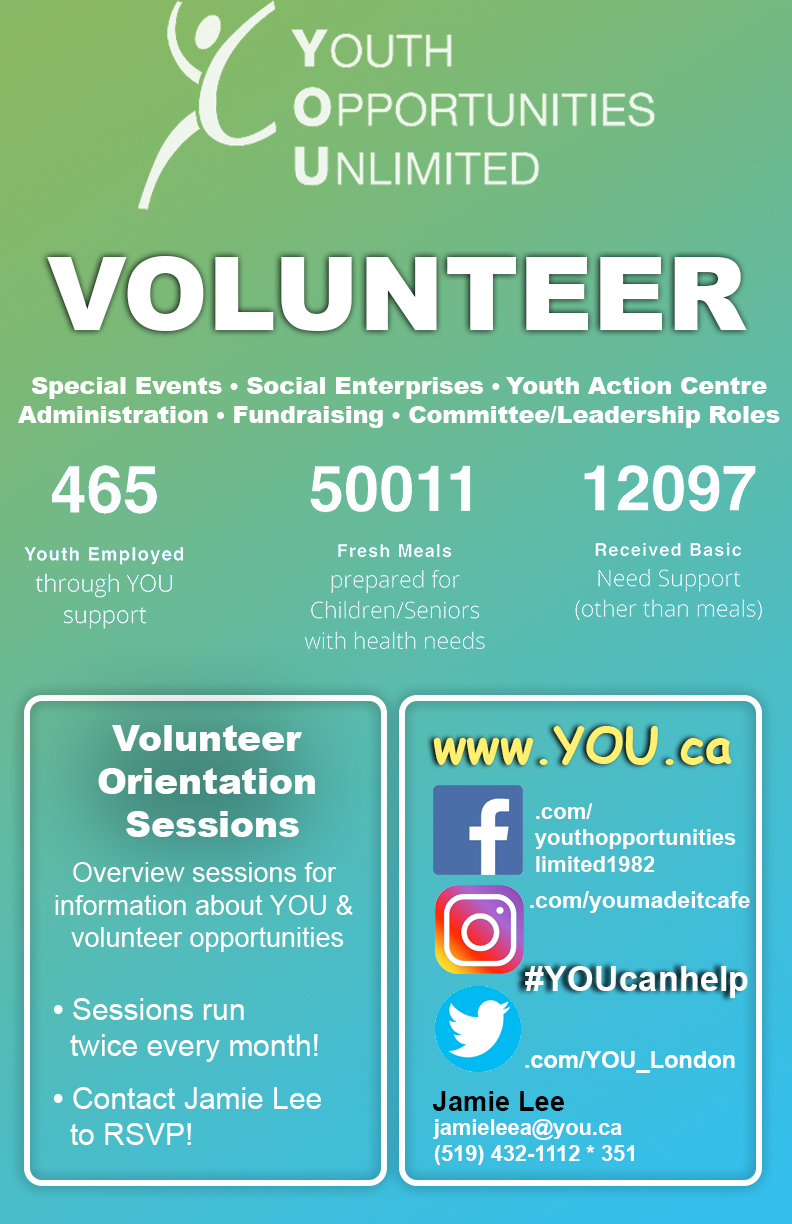 YOUTH
OPPORTUNITIES
UNLIMITED
VOLUNTEER
Special Events • Social Enterprises • Youth Action Centre
Administration • Fundraising • Committee/Leadership Roles
465
Youth Employed
through YOU
support
50011
Fresh Meals
prepared for
Children/Seniors
with health needs
12097
Received Basic
Need Support
(other than meals)
Volunteer
Orientation
Sessions
Overview sessions for
information about YOU &
volunteer opportunities
• Sessions run
twice every month!
• Contact Jamie Lee
to RSVP!
www.YOU.ca
.com/
youthopportunities
limited1982
.com/youmadeitcafe
#YOUcanhelp
.com/YOU_London
Jamie Lee
jamieleea@you.ca
(519) 432-1112 * 351